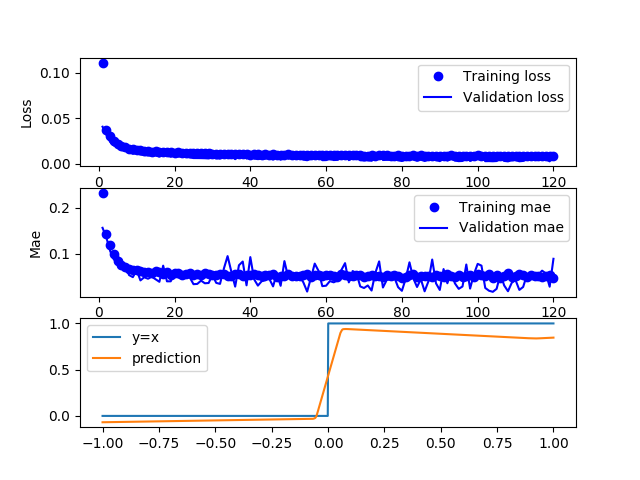 0.10
0.05
0.00
Loss
Training loss
Validation loss
0 20 40 60 80 100 120
0.2
0.1
Mae
Training mae
Validation mae
0 20 40 60 80 100 120
1.0
0.5
0.0
y=x
prediction
−1.00 −0.75 −0.50 −0.25 0.00 0.25 0.50 0.75 1.00